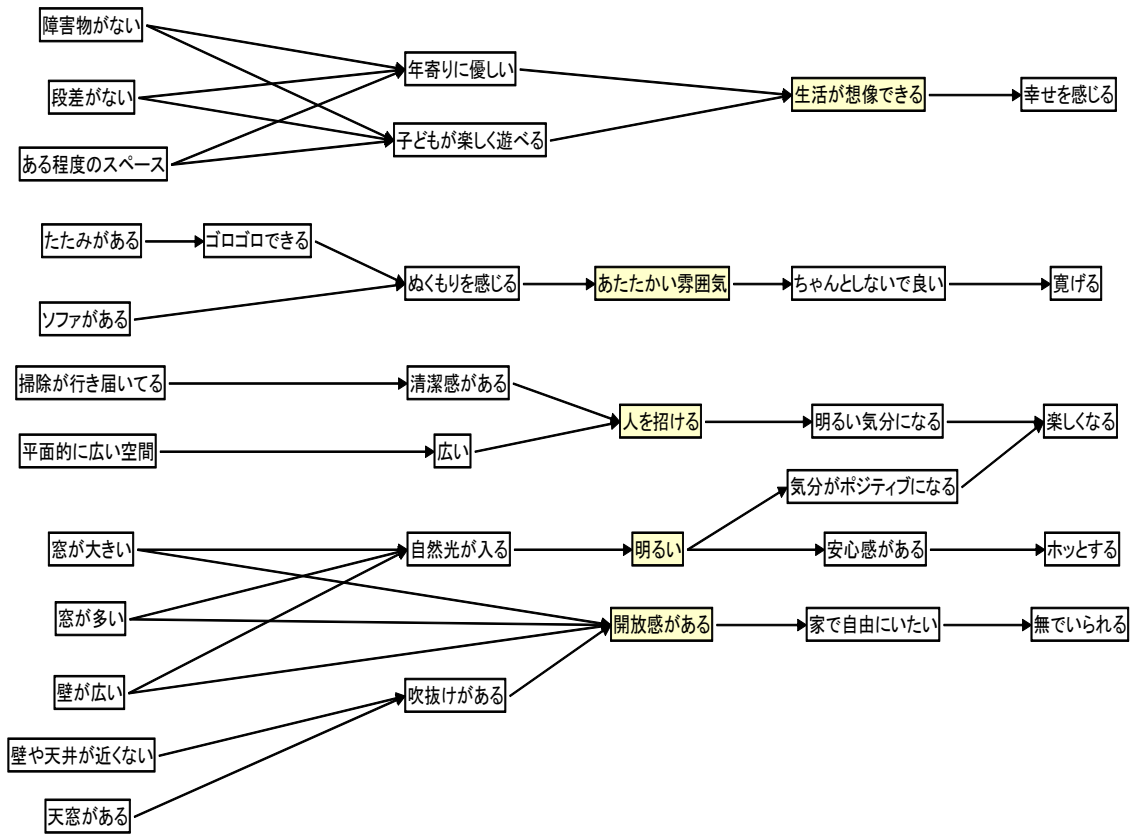 障害物がない
年寄りに優しい
段差がない
生活が想像できる
幸せを感じる
子どもが楽しく遊べる
ある程度のスペース
たたみがある
ゴロゴロできる
ぬくもりを感じる
あたたかい雰囲気
ちゃんとしないで良い
寛げる
ソファがある
掃除が行き届いてる
清潔感がある
人を招ける
明るい気分になる
楽しくなる
平面的に広い空間
広い
気分がポジティブになる
窓が大きい
自然光が入る
明るい
安心感がある
ホッとする
窓が多い
開放感がある
家で自由にいたい
無でいられる
壁が広い
吹抜けがある
壁や天井が近くない
天窓がある